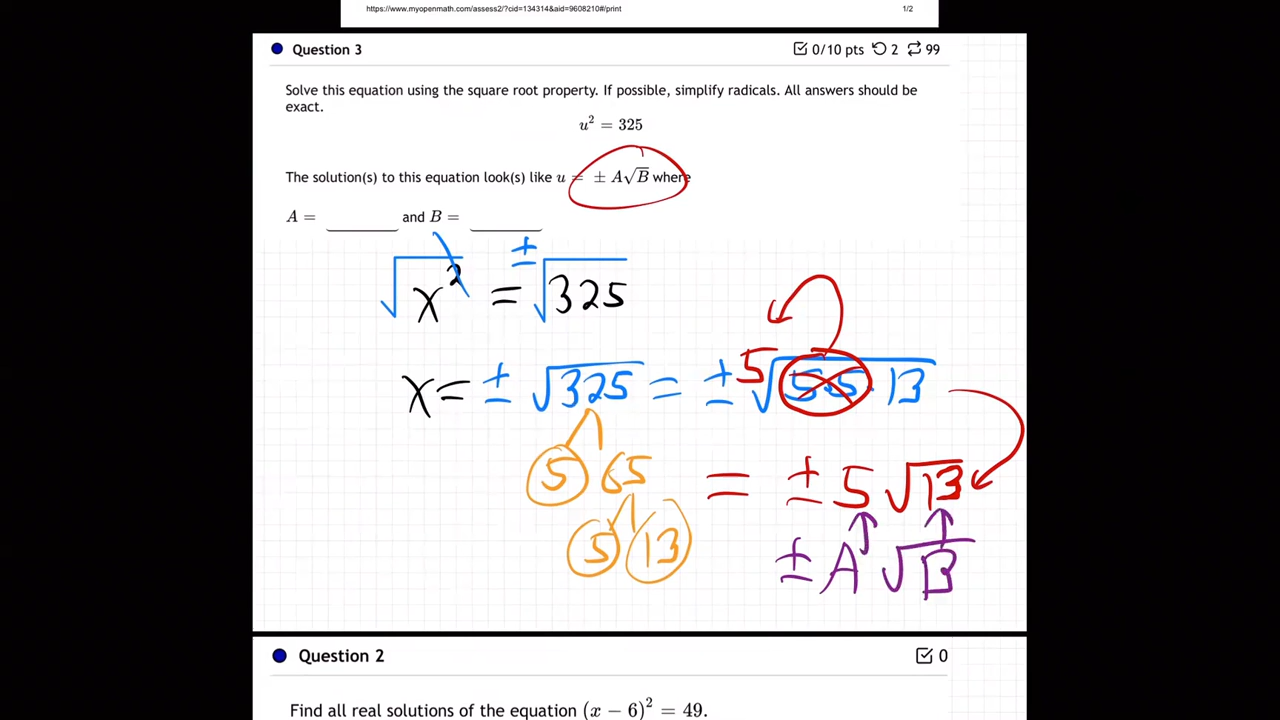 https://www.myopenmath.com/assess2/?cid=134314&aid=9608210#/print 1/2
Question 3 0/10 pts 2 99
Solve this equation using the square root property. If possible, simplify radicals. All answers should be
exact.
u² = 325
The solution(s) to this equation look(s) like u = ± A√B where
A = ________ and B = ________
√x² = ±√325
x = ± √325 = ± 5√5·5·13
5 65 = ± 5 √13
5 13 ± A √B
Question 2 0
Find all real solutions of the equation (x − 6)² = 49.